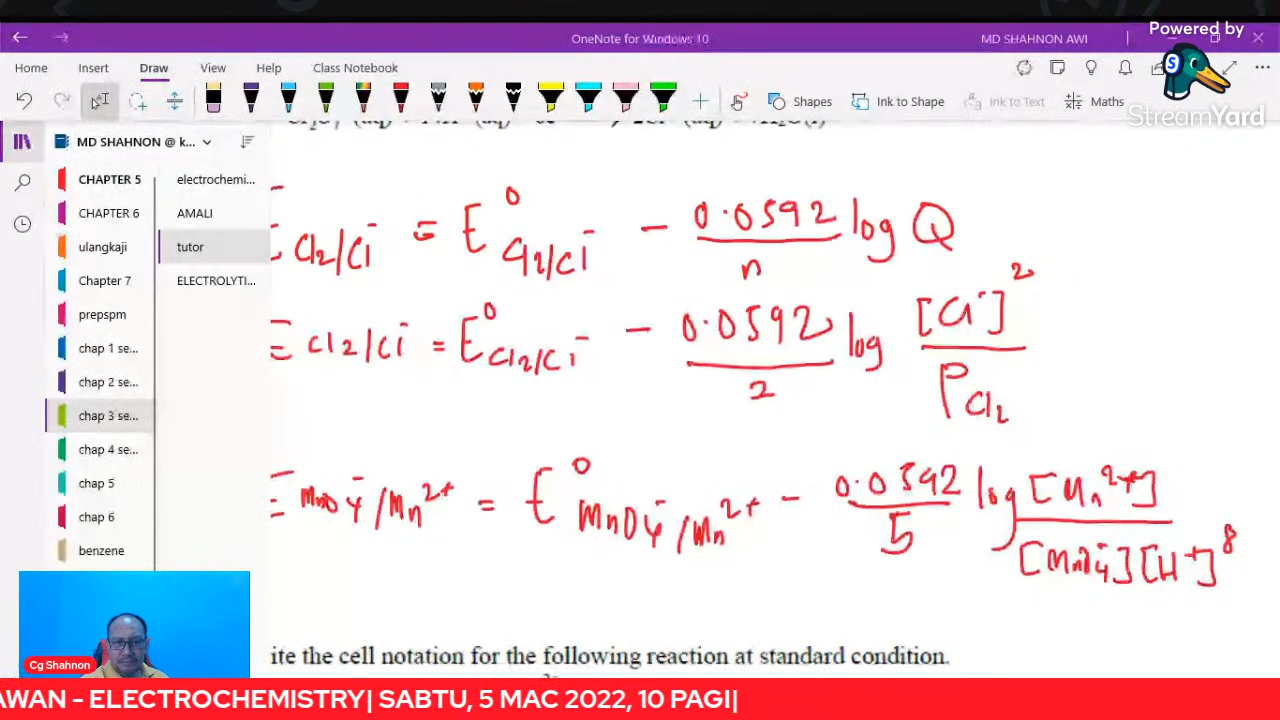 Powered by
StreamYard
OneNote for Windows 10
MD SHAHNON AWI
Home Insert Draw View Help Class Notebook
Shapes Ink to Shape Ink to Text Maths
MD SHAHNON @ k...
CHAPTER 5
CHAPTER 6
ulangkaji
Chapter 7
prepspm
chap 1 se...
chap 2 se...
chap 3 se...
chap 4 se...
chap 5
chap 6
benzene
electrochemi...
AMALI
tutor
ELECTROLYTI...
E Cl2/Cl⁻ = E⁰ Cl2/Cl⁻ − 0.0592/n log Q
E Cl2/Cl⁻ = E⁰ Cl2/Cl⁻ − 0.0592/2 log [Cl⁻]²/P Cl2
E MnO4⁻/Mn²⁺ = E⁰ MnO4⁻/Mn²⁺ − 0.0592/5 log [Mn²⁺]/[MnO4⁻][H⁺]⁸
ite the cell notation for the following reaction at standard condition.
Cg Shahnon
AWAN - ELECTROCHEMISTRY| SABTU, 5 MAC 2022, 10 PAGI|